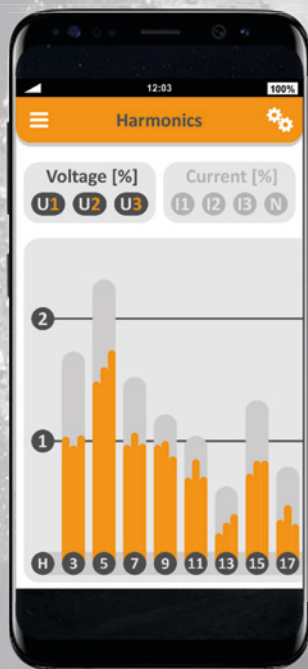 12:03 100%
Harmonics
Voltage [%] Current [%]
U1 U2 U3 I1 I2 I3 N
2
1
H 3 5 7 9 11 13 15 17